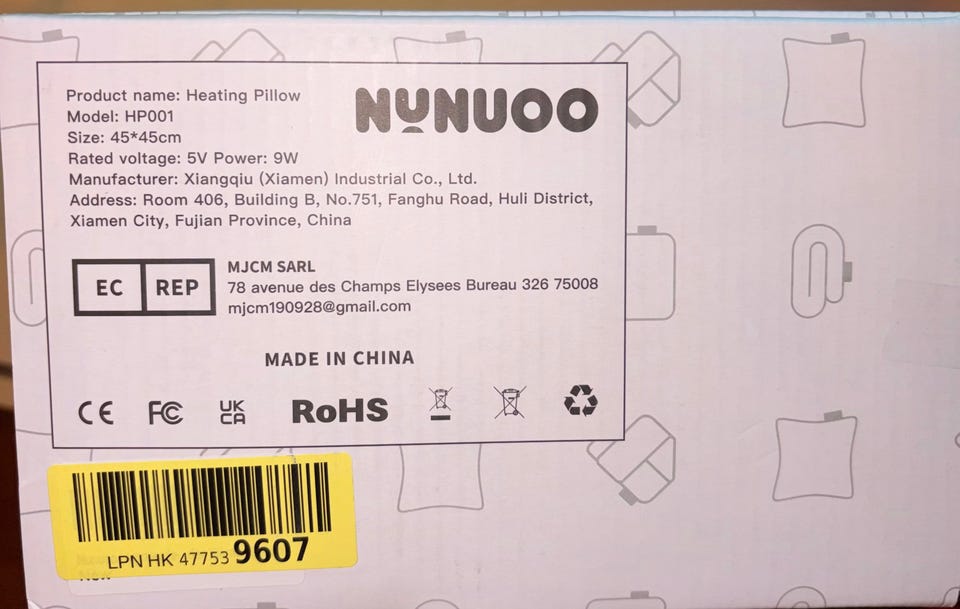 NUNUOO
Product name: Heating Pillow
Model: HP001
Size: 45*45cm
Rated voltage: 5V Power: 9W
Manufacturer: Xiangqiu (Xiamen) Industrial Co., Ltd.
Address: Room 406, Building B, No.751, Fanghu Road, Huli District,
Xiamen City, Fujian Province, China
EC REP
MJCM SARL
78 avenue des Champs Elysees Bureau 326 75008
mjcm190928@gmail.com
MADE IN CHINA
CE FC UK
CA RoHS
LPN HK 47753 9607